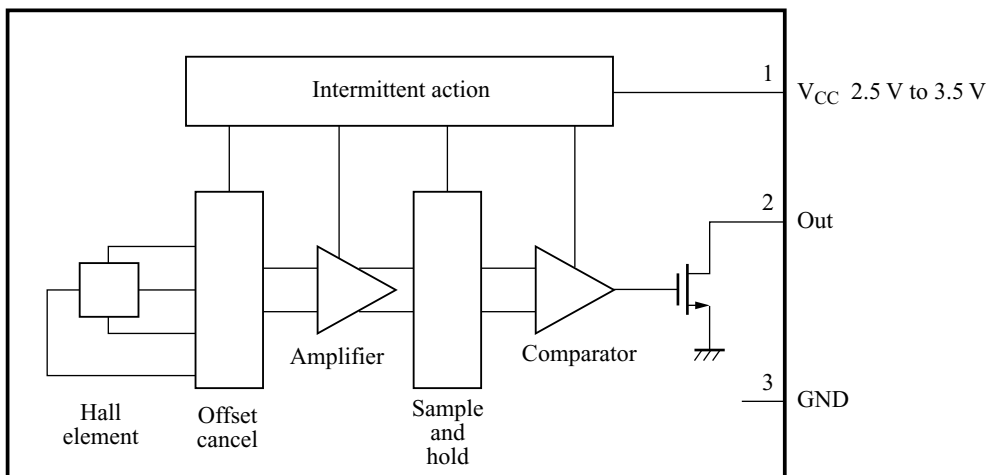 Intermittent action
1
V_CC 2.5 V to 3.5 V
2
Out
Amplifier
Comparator
3
GND
Hall
element
Offset
cancel
Sample
and
hold